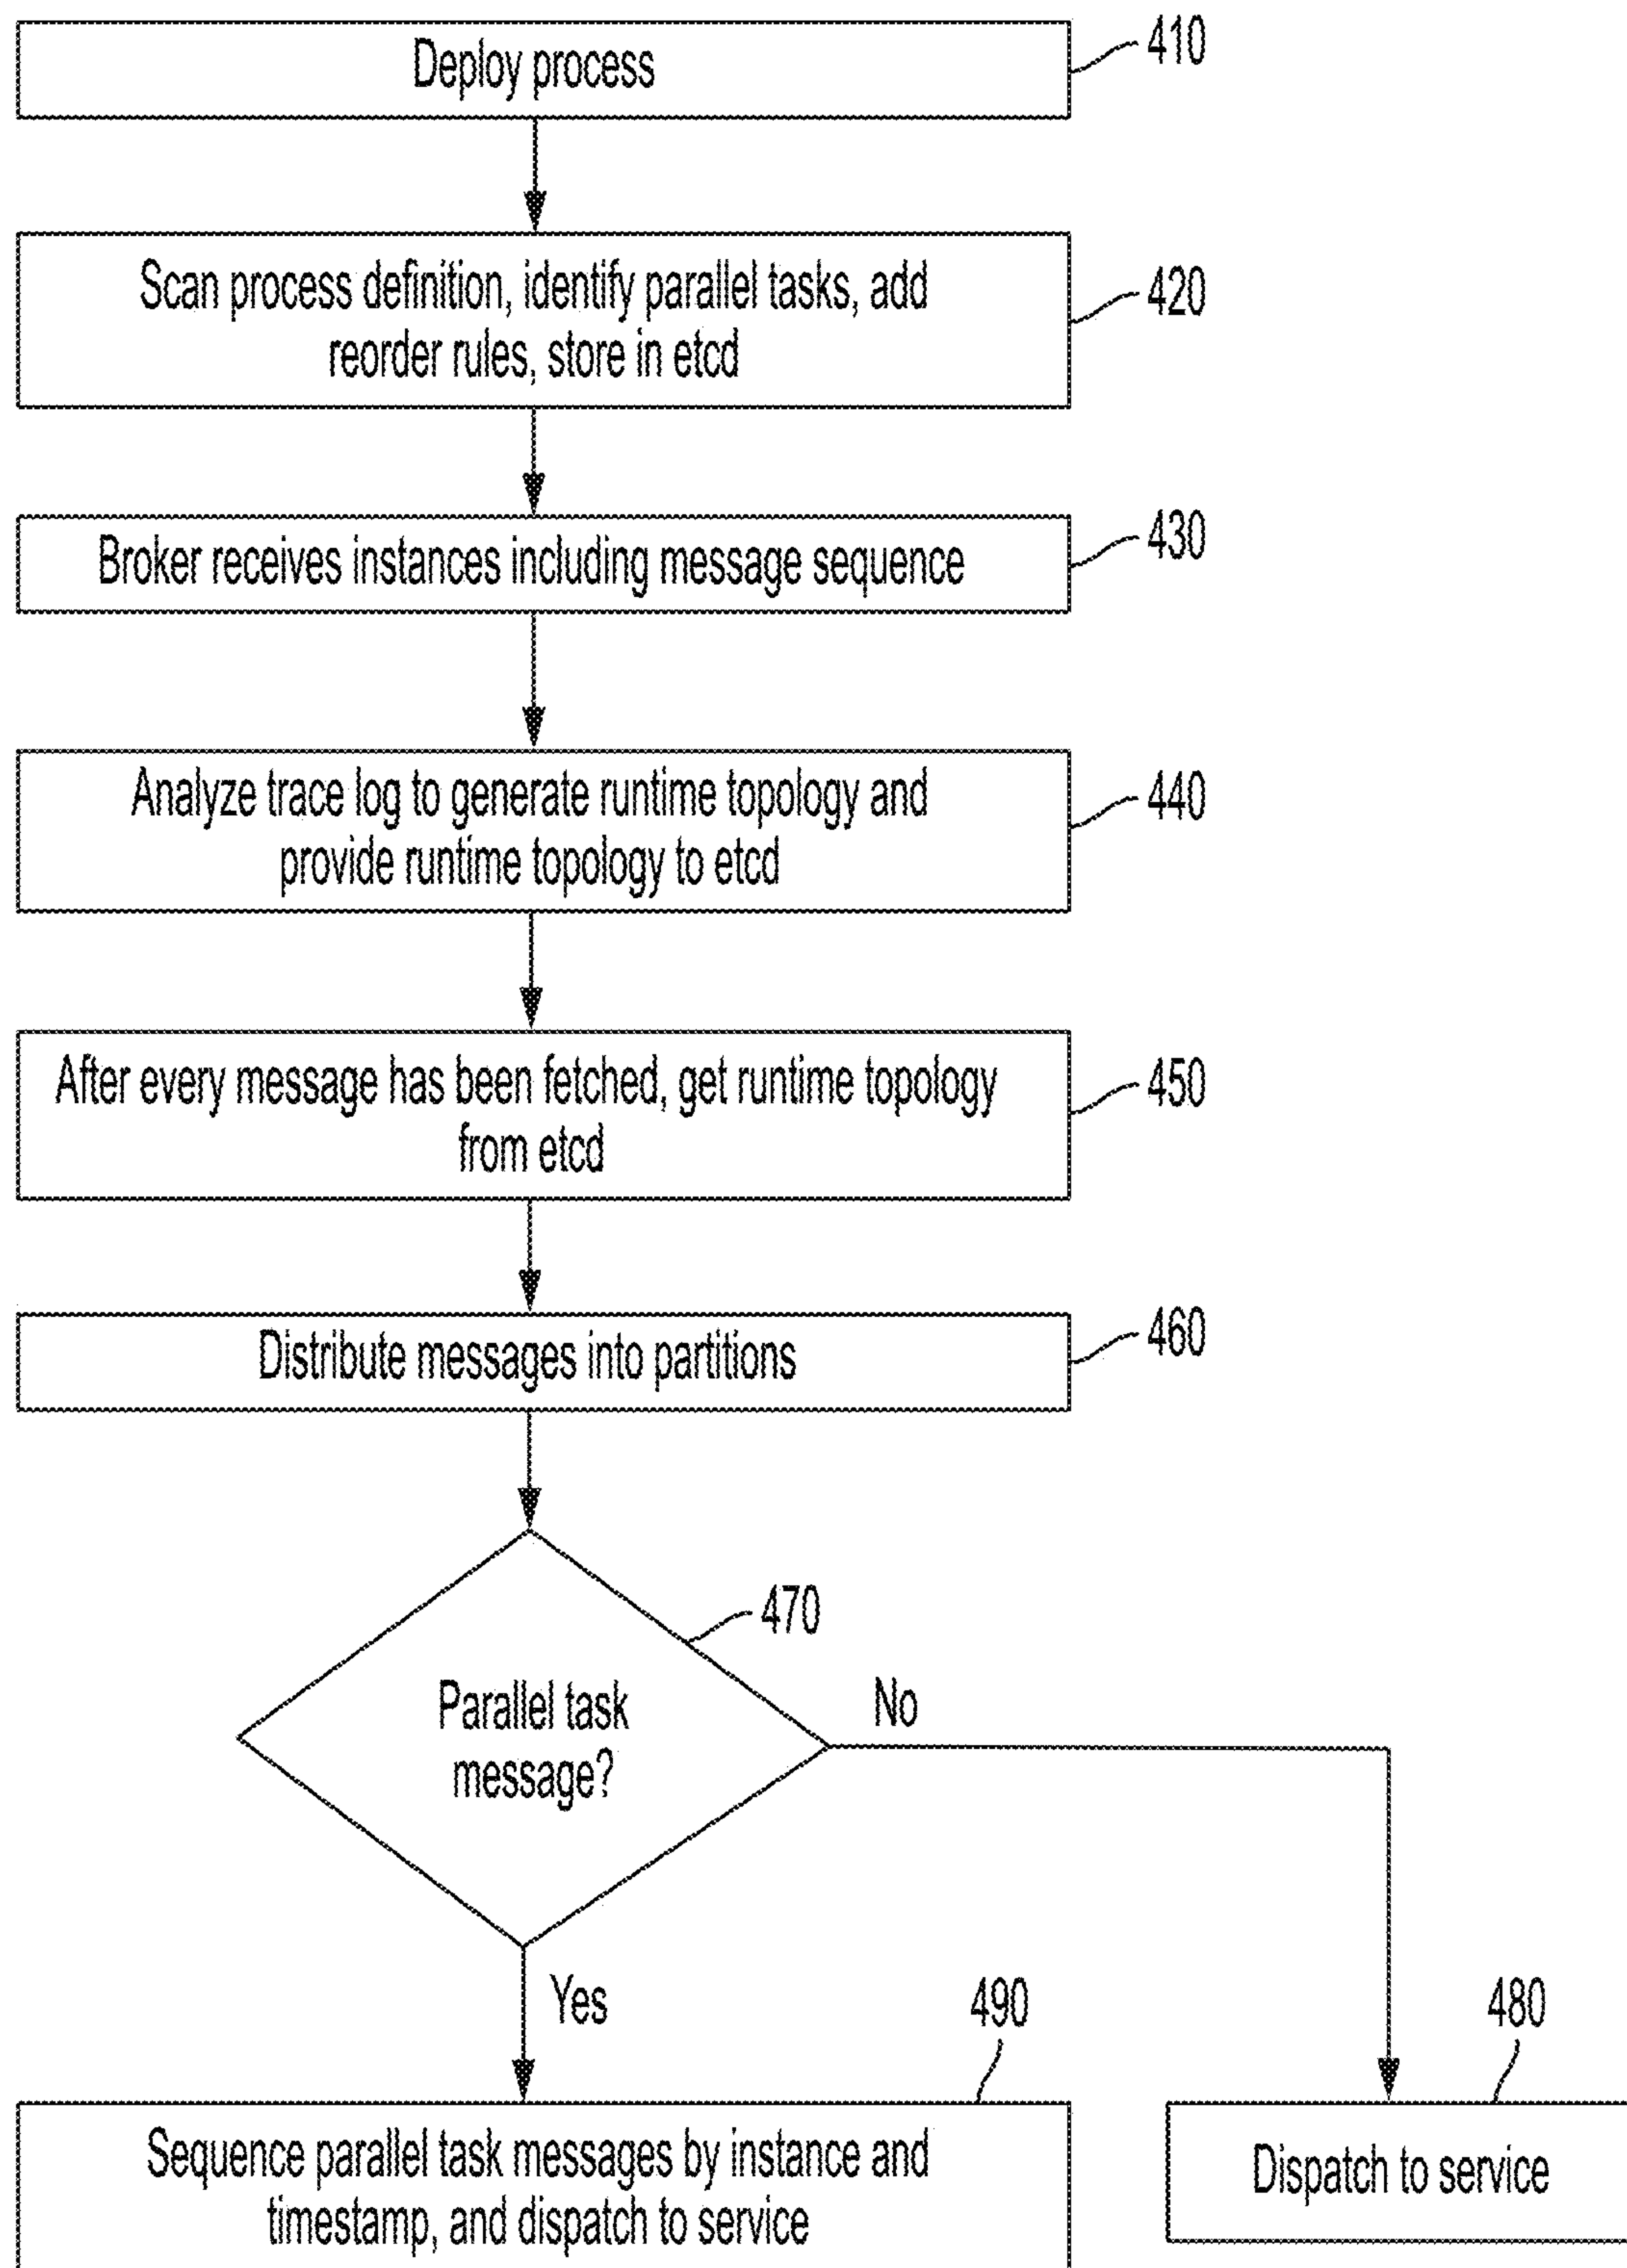 Deploy process
410
Scan process definition, identify parallel tasks, add
reorder rules, store in etcd
420
Broker receives instances including message sequence
430
Analyze trace log to generate runtime topology and
provide runtime topology to etcd
440
After every message has been fetched, get runtime topology
from etcd
450
Distribute messages into partitions
460
470
Parallel task
message?
No
Yes
490
480
Sequence parallel task messages by instance and
timestamp, and dispatch to service
Dispatch to service